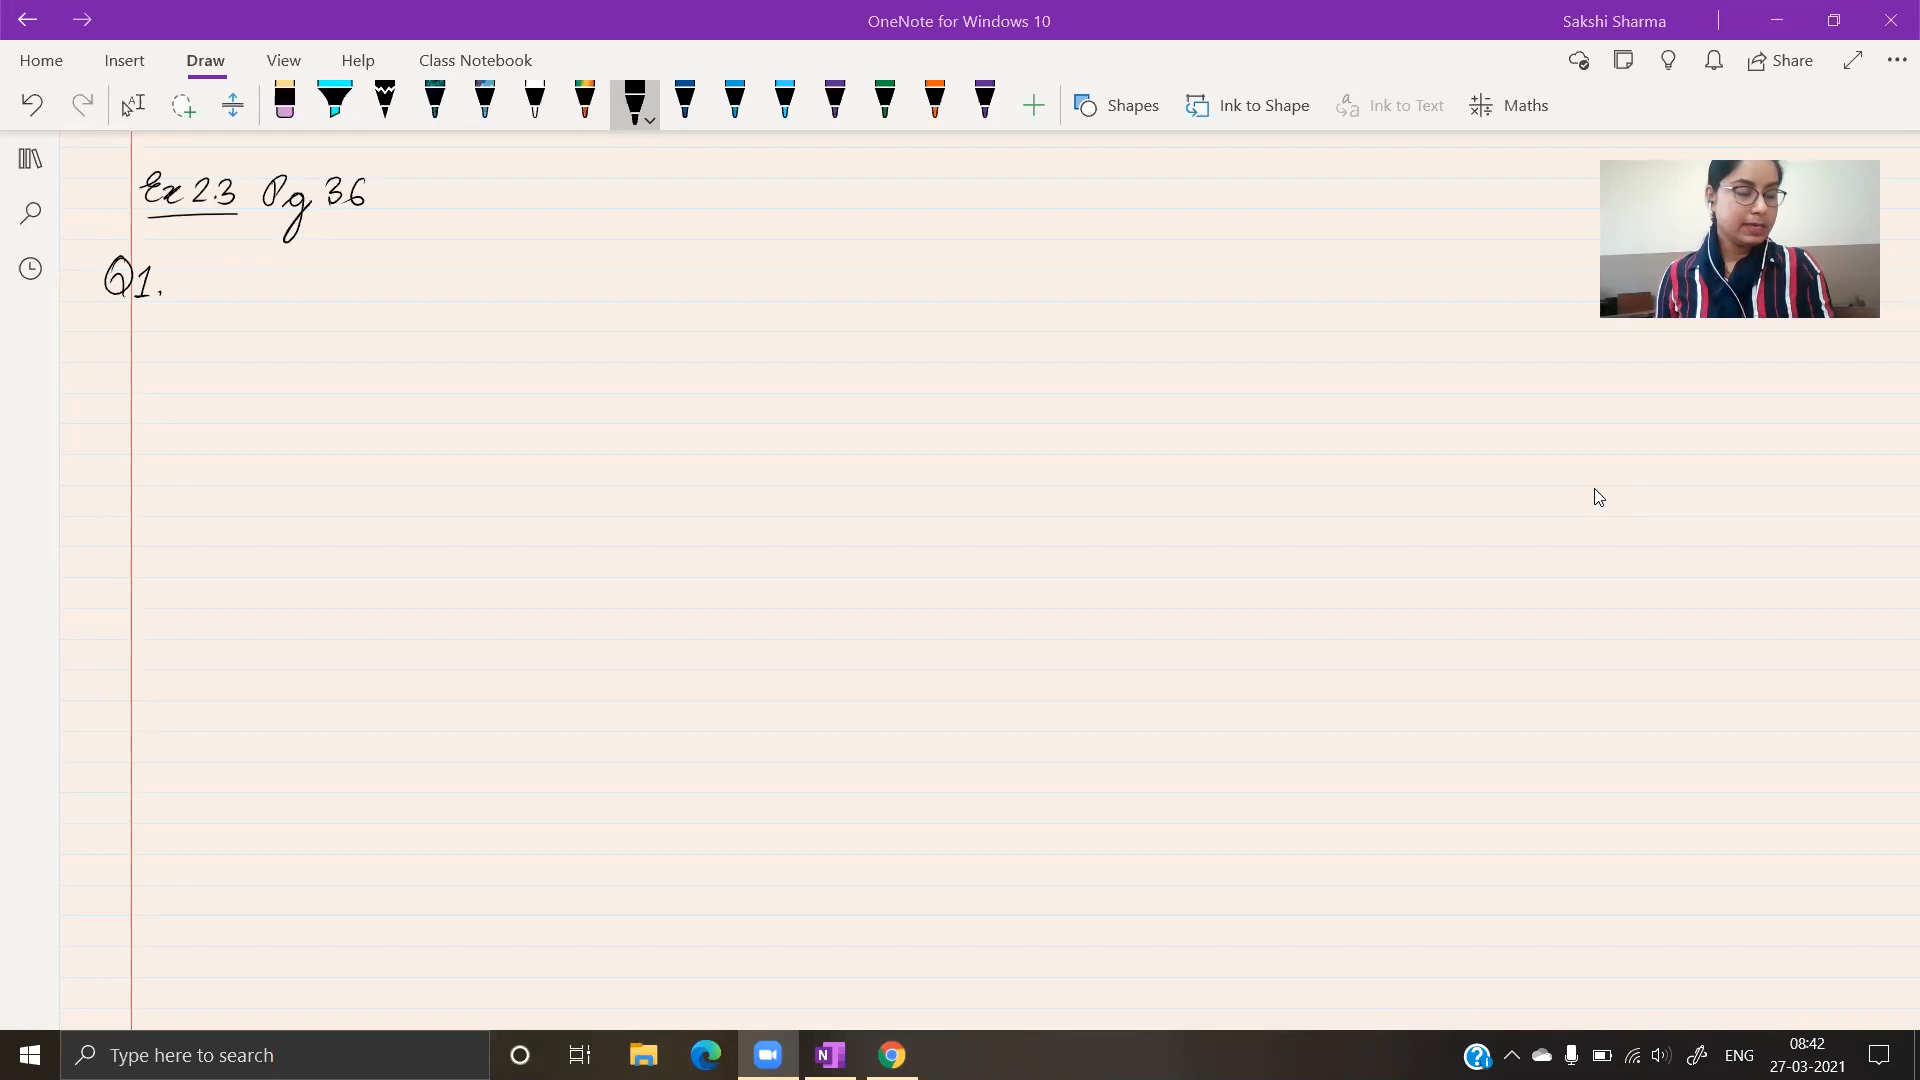 OneNote for Windows 10
Sakshi Sharma
Home Insert Draw View Help Class Notebook
Share
Shapes Ink to Shape Ink to Text Maths
Ex 2.3 Pg 36
Q1.
Type here to search
ENG
08:42
27-03-2021